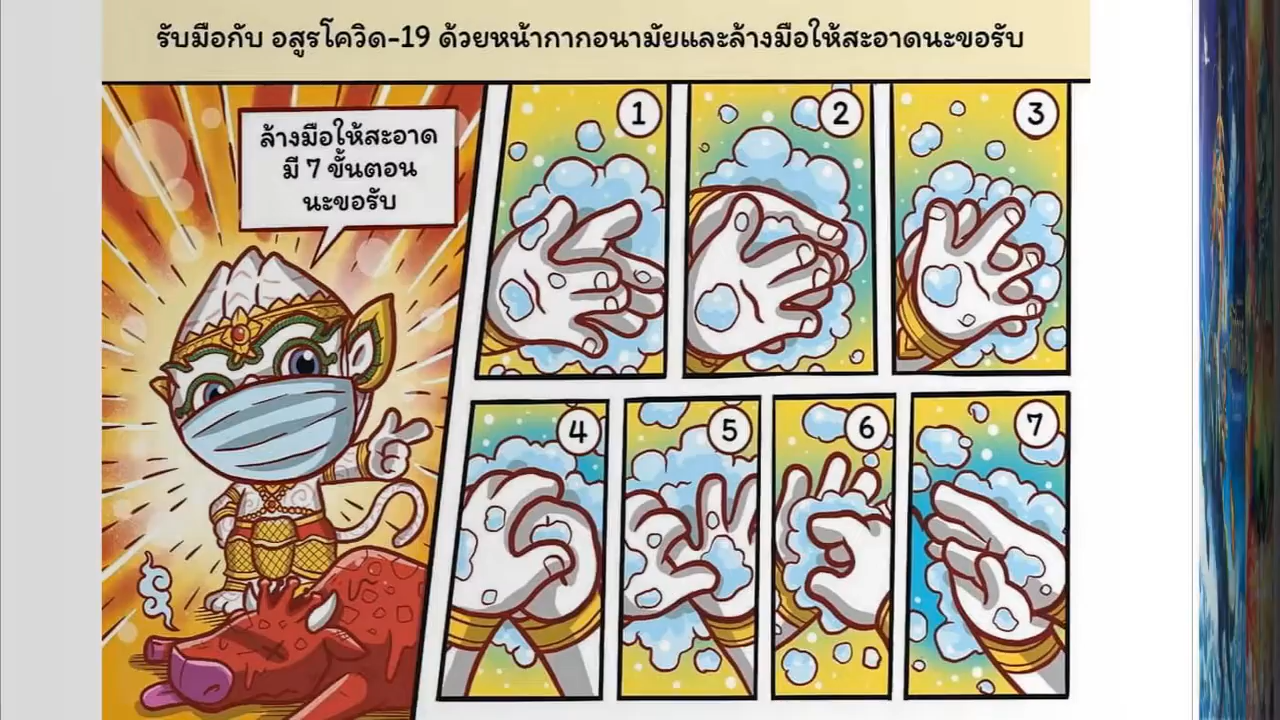 รับมือกับ อสูรโควิด-19 ด้วยหน้ากากอนามัยและล้างมือให้สะอาดนะขอรับ
ล้างมือให้สะอาด
มี 7 ขั้นตอน
นะขอรับ
1
2
3
4
5
6
7